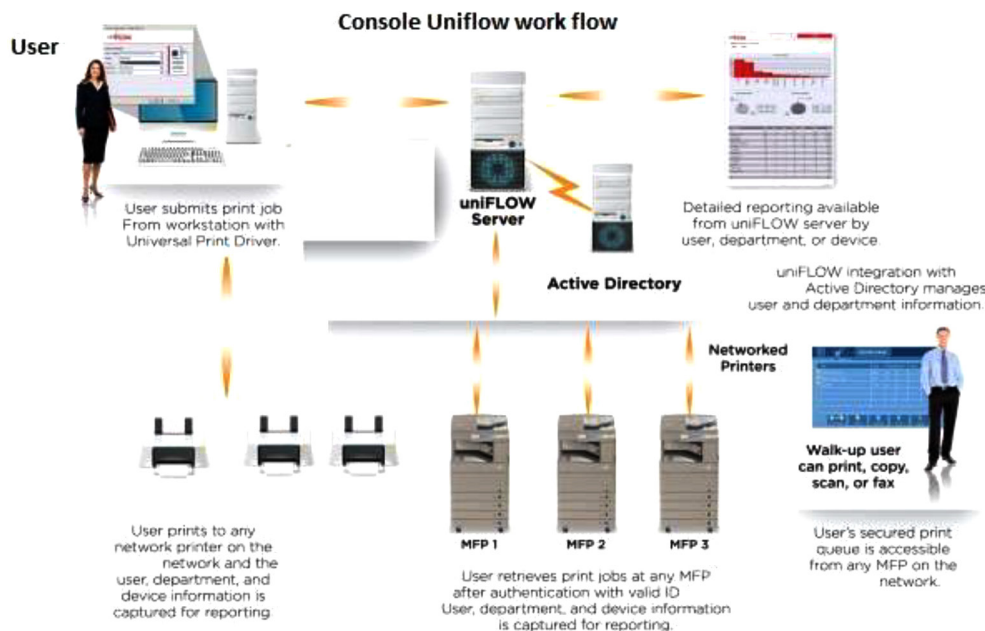 Console Uniflow work flow
User
User submits print job
From workstation with
Universal Print Driver.
uniFLOW
Server
Active Directory
Detailed reporting available
from uniFLOW server by
user, department, or device.
uniFLOW integration with
Active Directory manages
user and department information.
Networked
Printers
Walk-up user
can print, copy,
scan, or fax
User's secured print
queue is accessible
from any MFP on the
network.
User prints to any
network printer on the
network and the
user, department, and
device information is
captured for reporting.
MFP 1
MFP 2
MFP 3
User retrieves print jobs at any MFP
after authentication with valid ID
User, department, and device information
is captured for reporting.